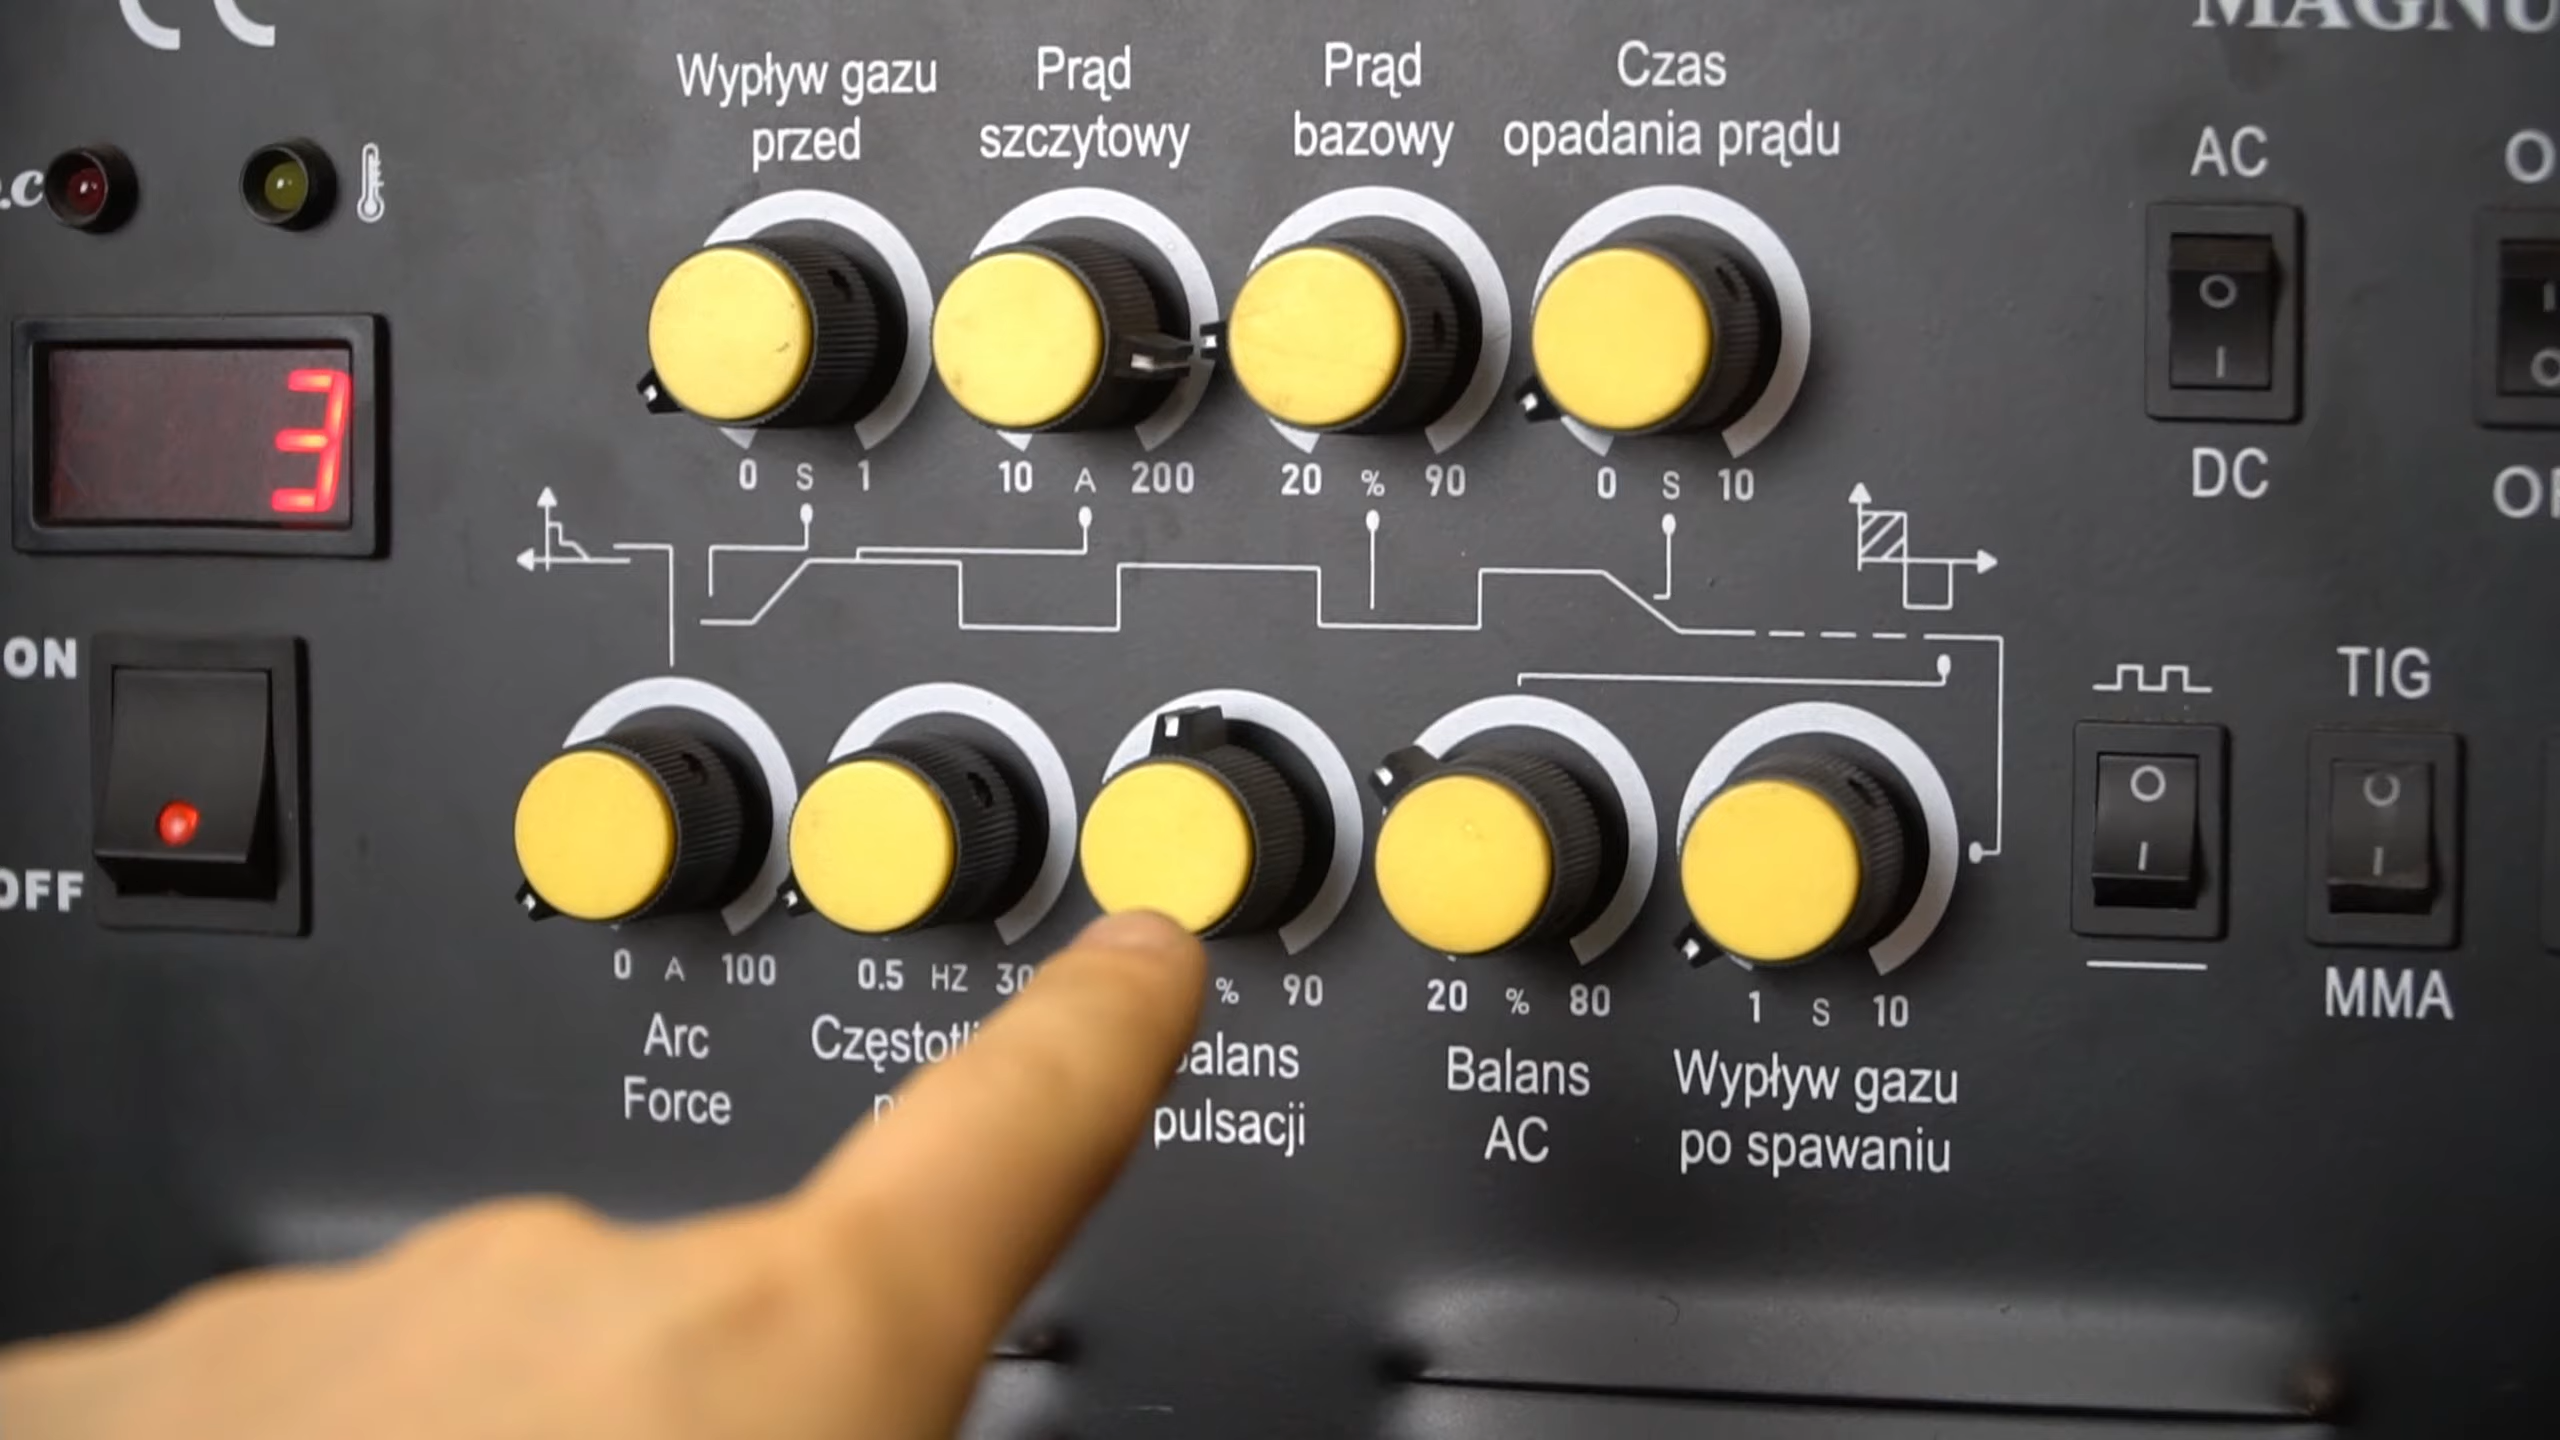 Wypływ gazu
przed
Prąd
szczytowy
Prąd
bazowy
Czas
opadania prądu
AC
3
0 S 1
10 A 200
20 % 90
0 S 10
DC
ON
OFF
TIG
MMA
0 A 100
Arc
Force
0.5 HZ
% 90
pulsacji
20 % 80
Balans
AC
1 S 10
Wypływ gazu
po spawaniu